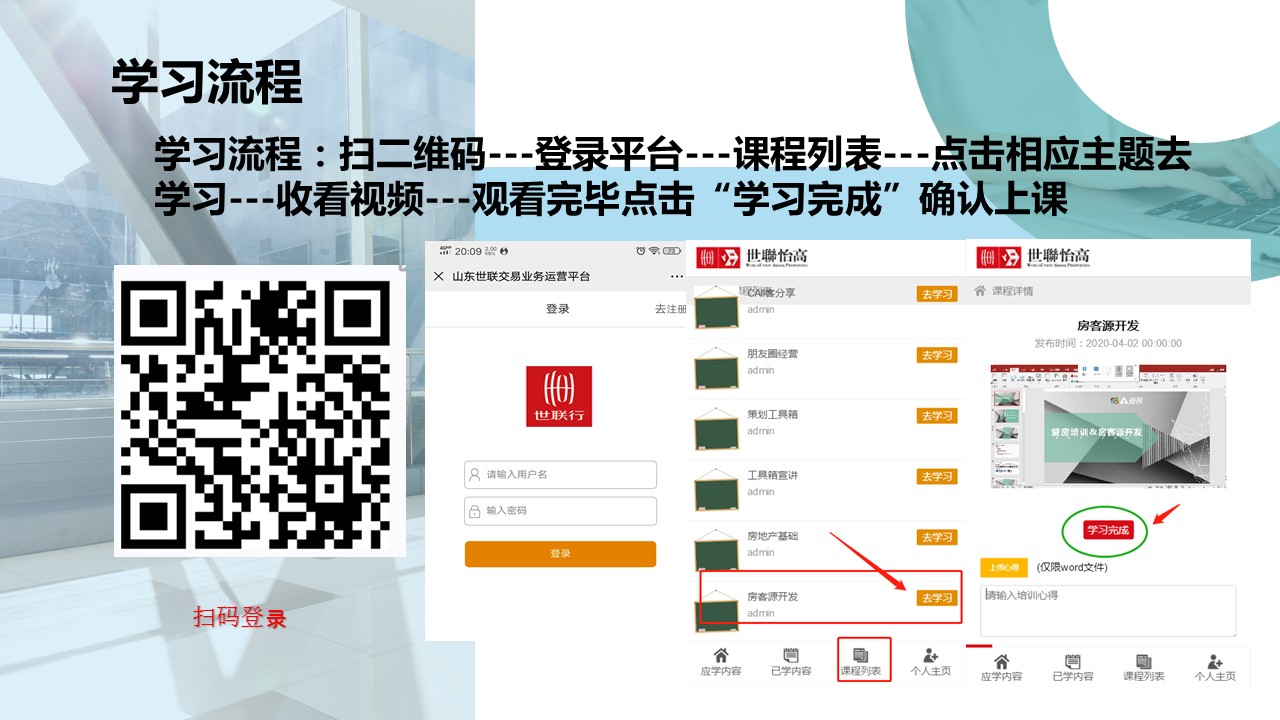 学习流程
学习流程：扫二维码---登录平台---课程列表---点击相应主题去
学习---收看视频---观看完毕点击“学习完成”确认上课
扫码登录
20:09
山东世联交易业务运营平台
登录
去注册
世联行
请输入用户名
输入密码
登录
世聯怡高
去学习
admin
朋友圈经营
去学习
admin
策划工具箱
去学习
admin
工具箱宣讲
去学习
admin
房地产基础
去学习
admin
房客源开发
去学习
admin
应学内容
已学内容
课程列表
个人主页
世聯怡高
课程详情
房客源开发
发布时间：2020-04-02 00:00:00
爱房培训&房客源开发
学习完成
上传心得
(仅限word文件)
请输入培训心得
应学内容
已学内容
课程列表
个人主页